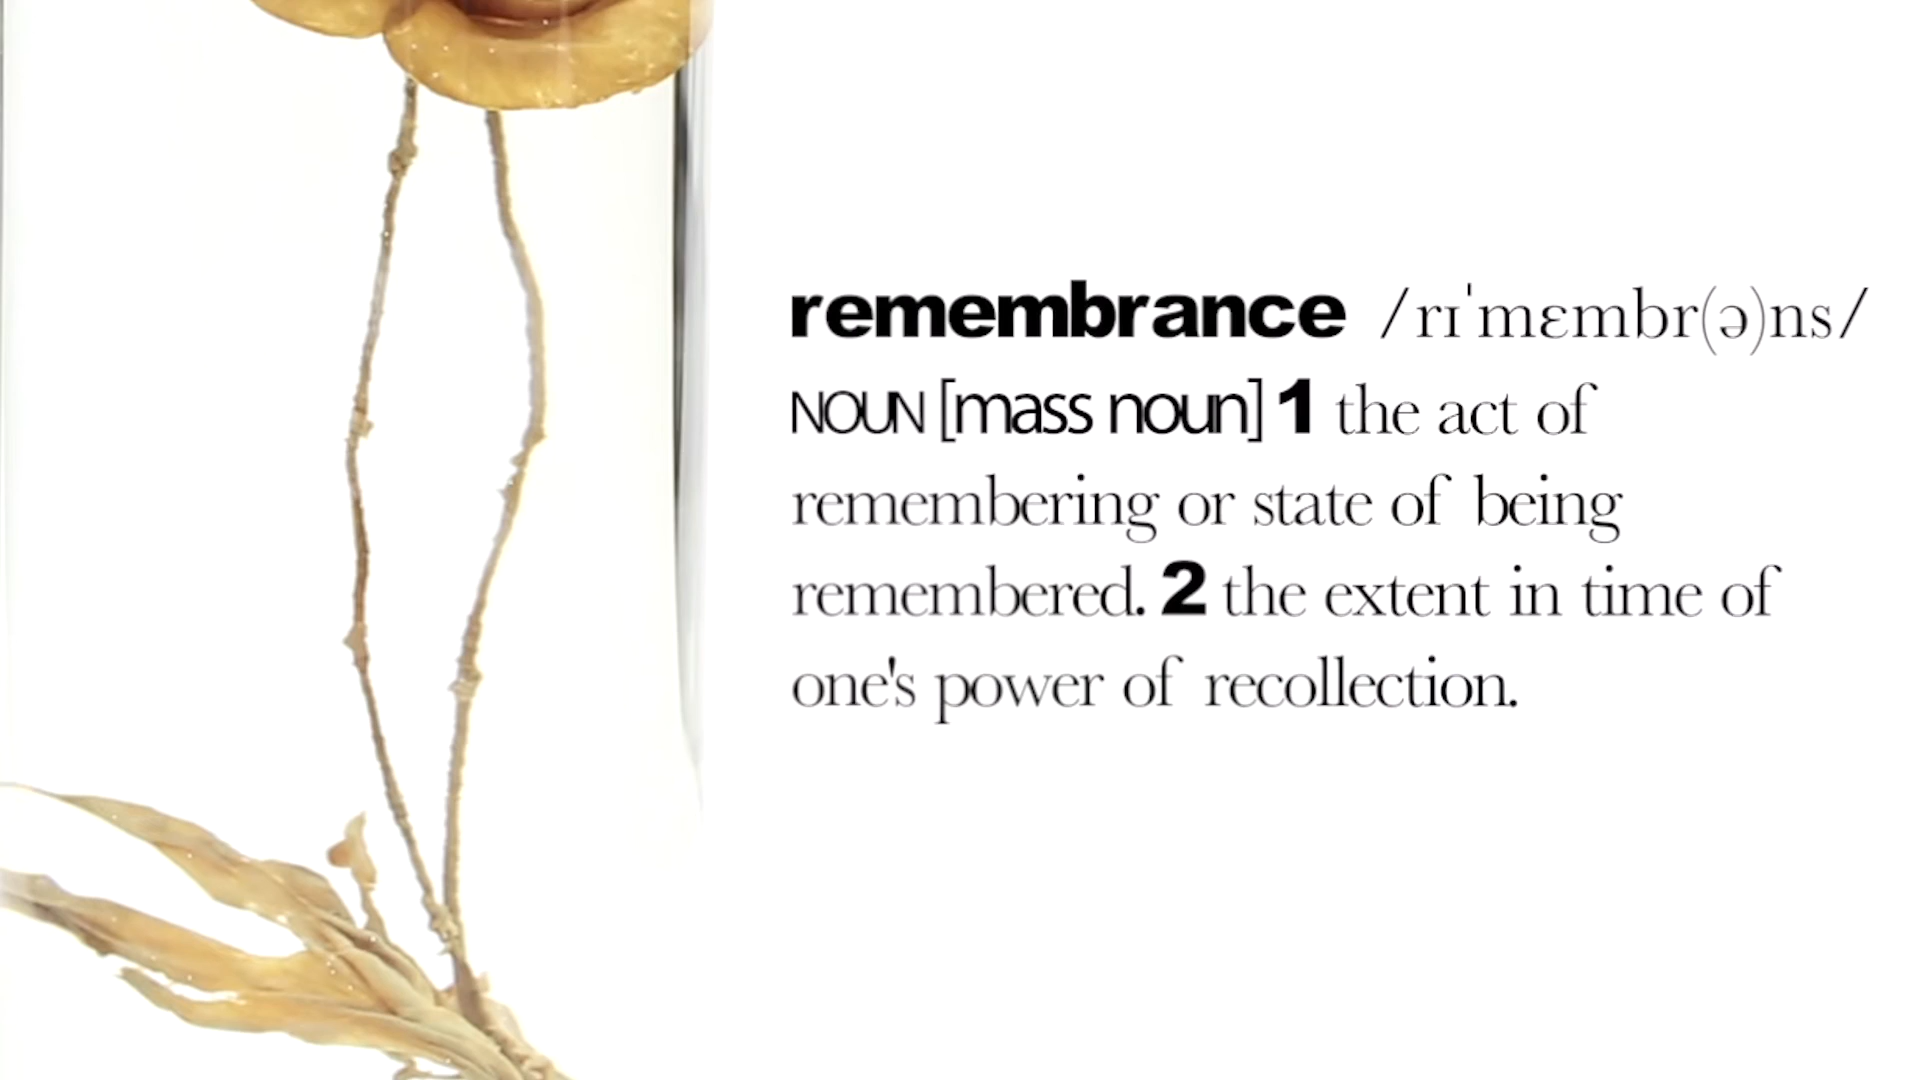 remembrance /rɪˈmɛmbr(ə)ns/
NOUN [mass noun] 1 the act of
remembering or state of being
remembered. 2 the extent in time of
one's power of recollection.